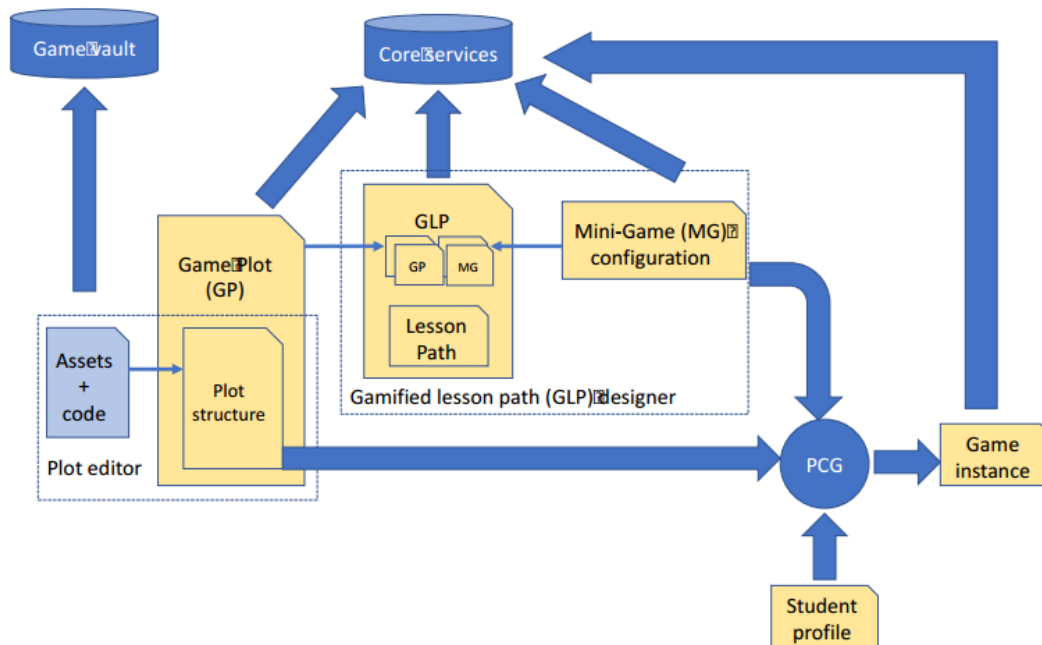 Game vault
Core services
GLP
GP
MG
Mini-Game (MG)
configuration
Game Plot
(GP)
Lesson
Path
Assets
+
code
Plot
structure
Gamified lesson path (GLP) designer
Plot editor
PCG
Game
instance
Student
profile